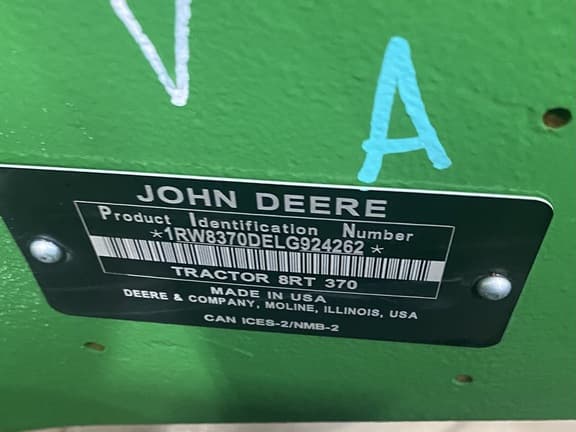 V
A
JOHN DEERE
Product Identification Number
*1RW8370DELG924262*
TRACTOR 8RT 370
MADE IN USA
DEERE & COMPANY, MOLINE, ILLINOIS, USA
CAN ICES-2/NMB-2